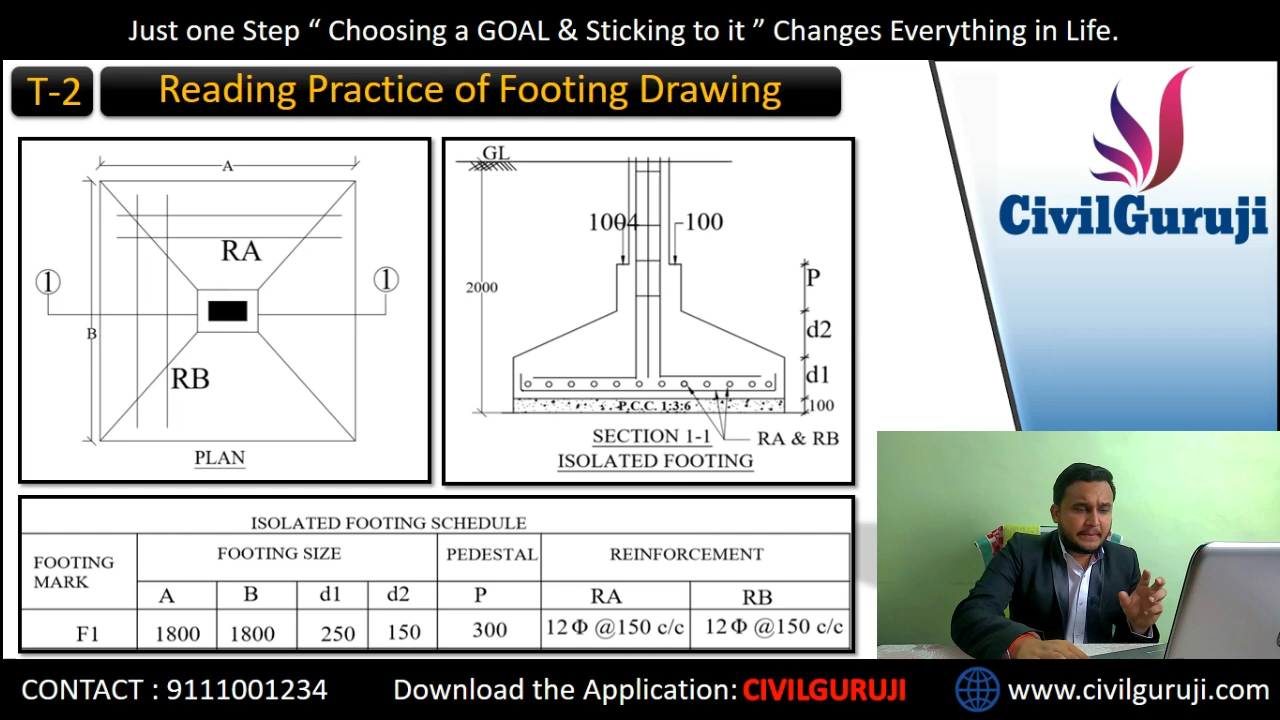 Just one Step “ Choosing a GOAL & Sticking to it ” Changes Everything in Life.
T-2
Reading Practice of Footing Drawing
CivilGuruji
A
B
RA
RB
1
1
PLAN
GL
1004
100
2000
P
d2
d1
100
P.C.C. 1:3:6
RA & RB
SECTION 1-1
ISOLATED FOOTING
ISOLATED FOOTING SCHEDULE
FOOTING MARK FOOTING SIZE PEDESTAL REINFORCEMENT
A B d1 d2 P RA RB
F1 1800 1800 250 150 300 12Φ @150 c/c 12Φ @150 c/c
CONTACT : 9111001234 Download the Application: CIVILGURUJI www.civilguruji.com